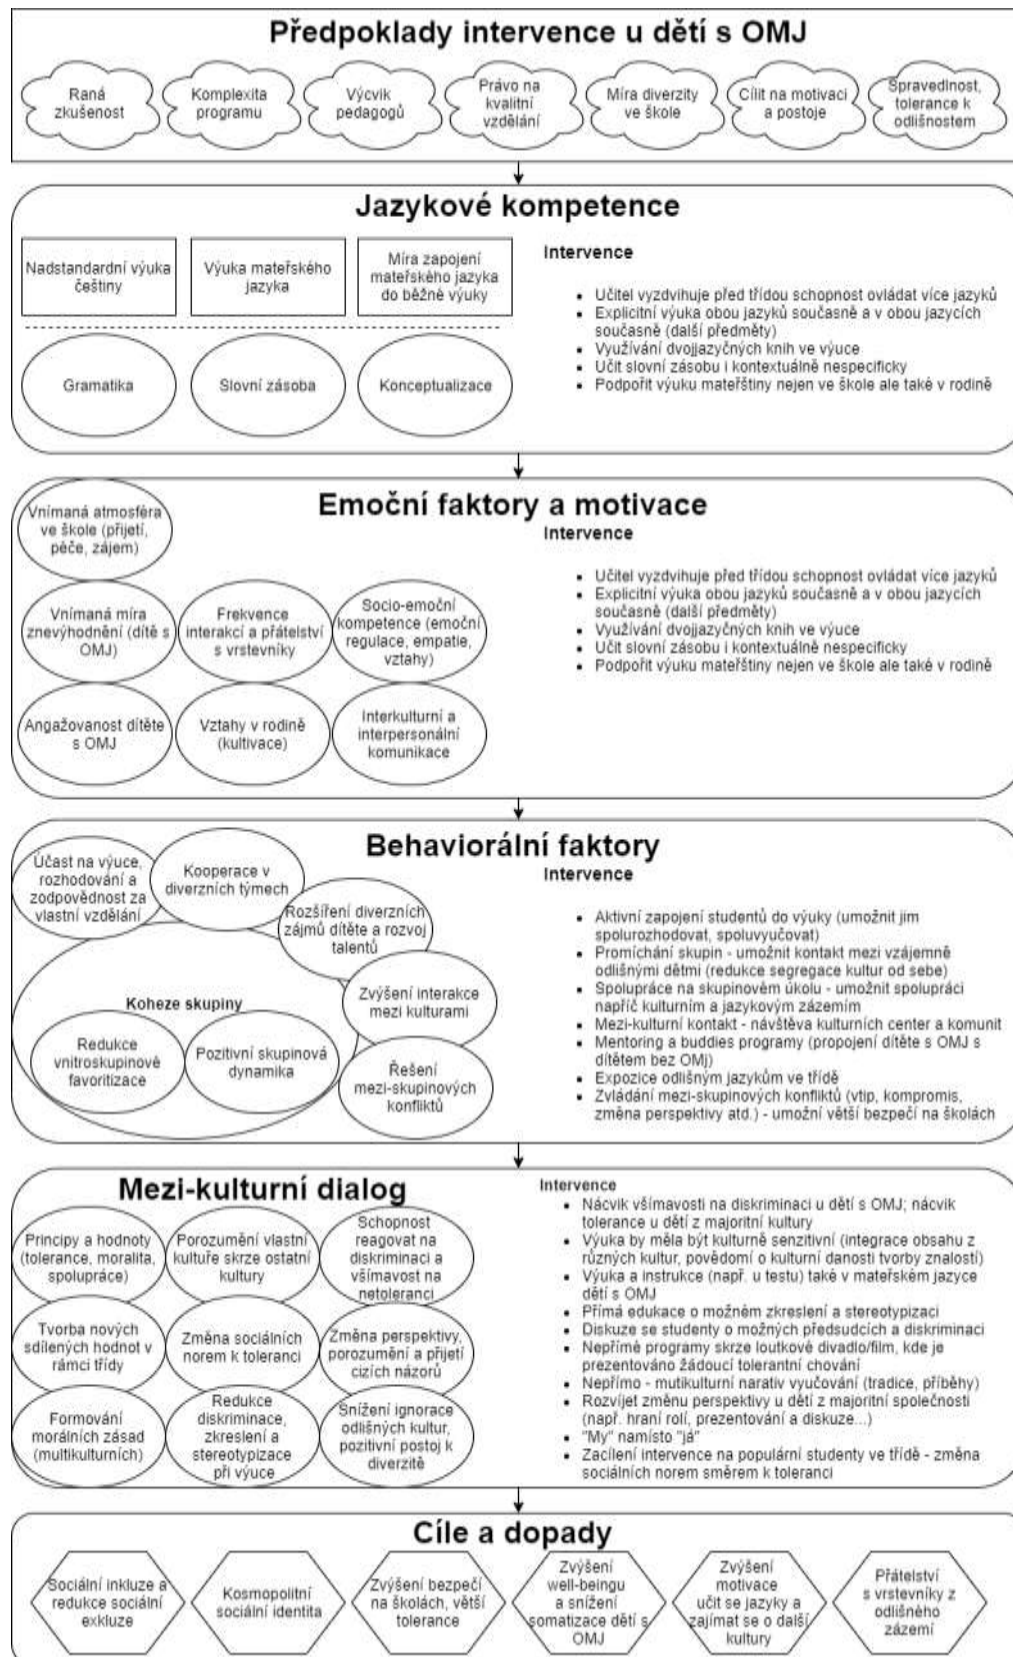 Předpoklady intervence u dětí s OMJ
Raná
zkušenost
Komplexita
programu
Výcvik
pedagogů
Právo na
kvalitní
vzdělání
Míra diverzity
ve škole
Cílit na motivaci
a postoje
Spravedlnost,
tolerance k
odlišnostem
Jazykové kompetence
Nadstandardní výuka
češtiny
Výuka mateřského
jazyka
Míra zapojení
mateřského jazyka
do běžné výuky
Gramatika
Slovní zásoba
Konceptualizace
Intervence
Učitel vyzdvihuje před třídou schopnost ovládat více jazyků
Explicitní výuka obou jazyků současně a v obou jazycích
současně (další předměty)
Využívání dvojjazyčných knih ve výuce
Učit slovní zásobu i kontextuálně nespecificky
Podpořit výuku mateřštiny nejen ve škole ale také v rodině
Emoční faktory a motivace
Vnímaná atmosféra
ve škole (přijetí,
péče, zájem)
Vnímaná míra
znevýhodnění (dítě s
OMJ)
Frekvence
interakcí a přátelství
s vrstevníky
Socio-emoční
kompetence (emoční
regulace, empatie,
vztahy)
Angažovanost dítěte
s OMJ
Vztahy v rodině
(kultivace)
Interkulturní a
interpersonální
komunikace
Intervence
Učitel vyzdvihuje před třídou schopnost ovládat více jazyků
Explicitní výuka obou jazyků současně a v obou jazycích
současně (další předměty)
Využívání dvojjazyčných knih ve výuce
Učit slovní zásobu i kontextuálně nespecificky
Podpořit výuku mateřštiny nejen ve škole ale také v rodině
Behaviorální faktory
Účast na výuce,
rozhodování a
zodpovědnost za
vlastní vzdělání
Kooperace v
diverzních týmech
Rozšíření diverzních
zájmů dítěte a rozvoj
talentů
Zvýšení interakce
mezi kulturami
Koheze skupiny
Redukce
vnitroskupinové
favoritizace
Pozitivní skupinová
dynamika
Řešení
mezi-skupinových
konfliktů
Intervence
Aktivní zapojení studentů do výuky (umožnit jim
spolurozhodovat, spoluvyučovat)
Promíchání skupin - umožnit kontakt mezi vzájemně
odlišnými dětmi (redukce segregace kultur od sebe)
Spolupráce na skupinovém úkolu - umožnit spolupráci
napříč kulturním a jazykovým zázemím
Mezi-kulturní kontakt - návštěva kulturních center a komunit
Mentoring a buddies programy (propojení dítěte s OMJ s
dítětem bez OMj)
Expozice odlišným jazykům ve třídě
Zvládání mezi-skupinových konfliktů (vtip, kompromis,
změna perspektivy atd.) - umožní větší bezpečí na školách
Mezi-kulturní dialog
Principy a hodnoty
(tolerance, moralita,
spolupráce)
Porozumění vlastní
kultuře skrze ostatní
kultury
Schopnost
reagovat na
diskriminaci a
všímavost na
netoleranci
Tvorba nových
sdílených hodnot v
rámci třídy
Změna sociálních
norem k toleranci
Změna perspektivy,
porozumění a přijetí
cizích názorů
Formování
morálních zásad
(multikulturních)
Redukce
diskriminace,
zkreslení a
stereotypizace
při výuce
Snížení ignorace
odlišných kultur,
pozitivní postoj k
diverzitě
Intervence
Nácvik všímavosti na diskriminaci u dětí s OMJ; nácvik
tolerance u dětí z majoritní kultury
Výuka by měla být kulturně senzitivní (integrace obsahu z
různých kultur, povědomí o kulturní danosti tvorby znalostí)
Výuka a instrukce (např. u testu) také v mateřském jazyce
dětí s OMJ
Přímá edukace o možném zkreslení a stereotypizaci
Diskuze se studenty o možných předsudcích a diskriminaci
Nepřímé programy skrze loutkové divadlo/film, kde je
prezentováno žádoucí tolerantní chování
Nepřímo - mutikulturní narativ vyučování (tradice, příběhy)
Rozvíjet změnu perspektivy u dětí z majoritní společnosti
(např. hraní rolí, prezentování a diskuze...)
"My" namísto "já"
Zacílení intervence na populární studenty ve třídě - změna
sociálních norem směrem k toleranci
Cíle a dopady
Sociální inkluze a
redukce sociální
exkluze
Kosmopolitní
sociální identita
Zvýšení bezpečí
na školách, větší
tolerance
Zvýšení
well-beingu
a snížení
somatizace dětí s
OMJ
Zvýšení
motivace
učit se jazyky a
zajímat se o další
kultury
Přátelství
s vrstevníky z
odlišného
zázemí